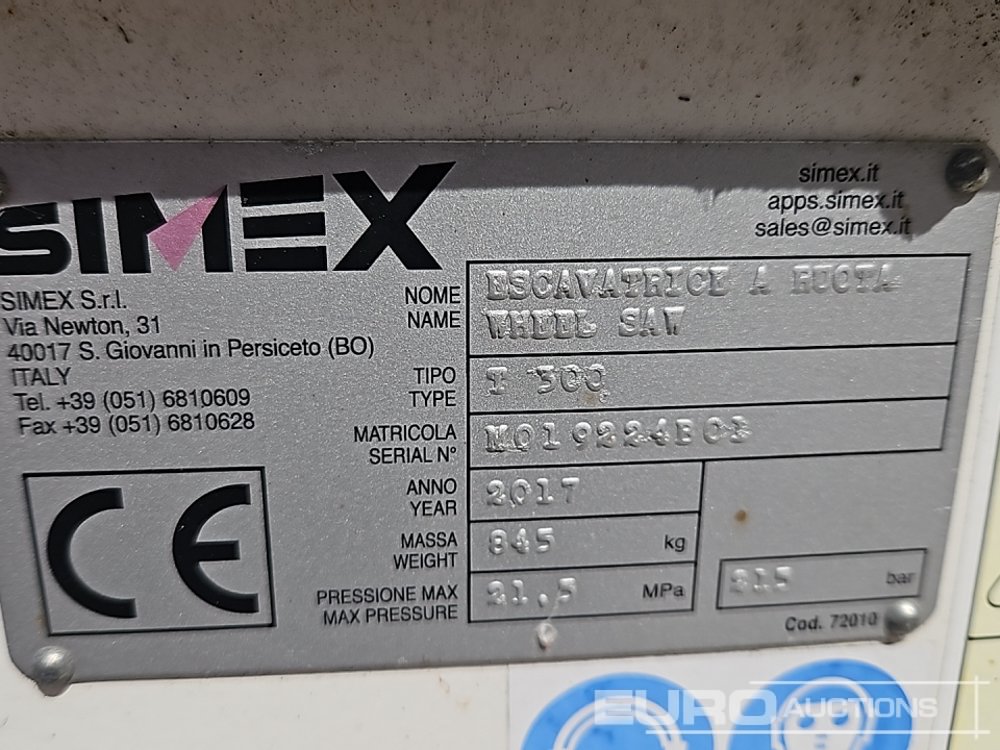 SIMEX
simex.it
apps.simex.it
sales@simex.it
SIMEX S.r.l.
Via Newton, 31
40017 S. Giovanni in Persiceto (BO)
ITALY
Tel. +39 (051) 6810609
Fax +39 (051) 6810628
NOME
NAME
ESCAVATRICE A RUOTA
WHEEL SAW
TIPO
TYPE
T 300
MATRICOLA
SERIAL N°
ANNO
YEAR
2017
MASSA
WEIGHT
845 kg
PRESSIONE MAX
MAX PRESSURE
21.5 MPa
215 bar
CE
Cod. 72010
EURO AUCTIONS